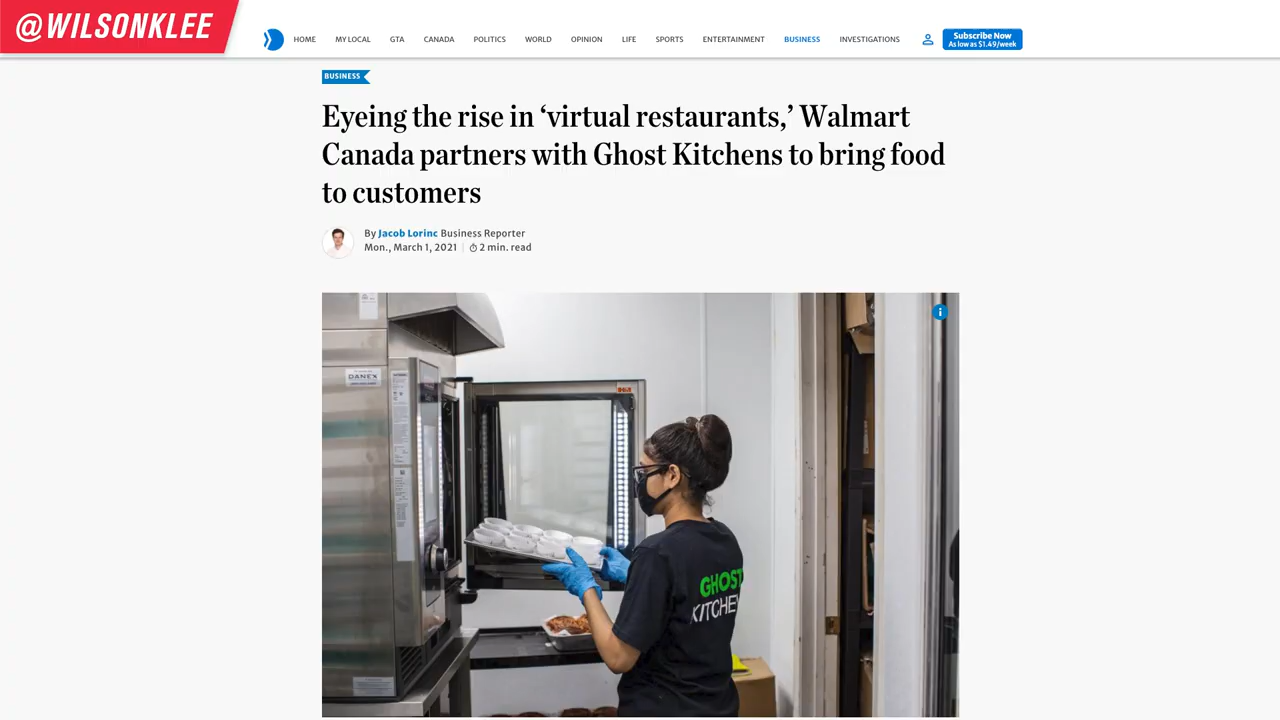 @WILSONKLEE
HOME MY LOCAL GTA CANADA POLITICS WORLD OPINION LIFE SPORTS ENTERTAINMENT BUSINESS INVESTIGATIONS
Subscribe Now
As low as $1.49/week
BUSINESS
Eyeing the rise in ‘virtual restaurants,’ Walmart
Canada partners with Ghost Kitchens to bring food
to customers
By Jacob Lorinc Business Reporter
Mon., March 1, 2021 2 min. read
i
DANEX
GHOST
KITCHEN